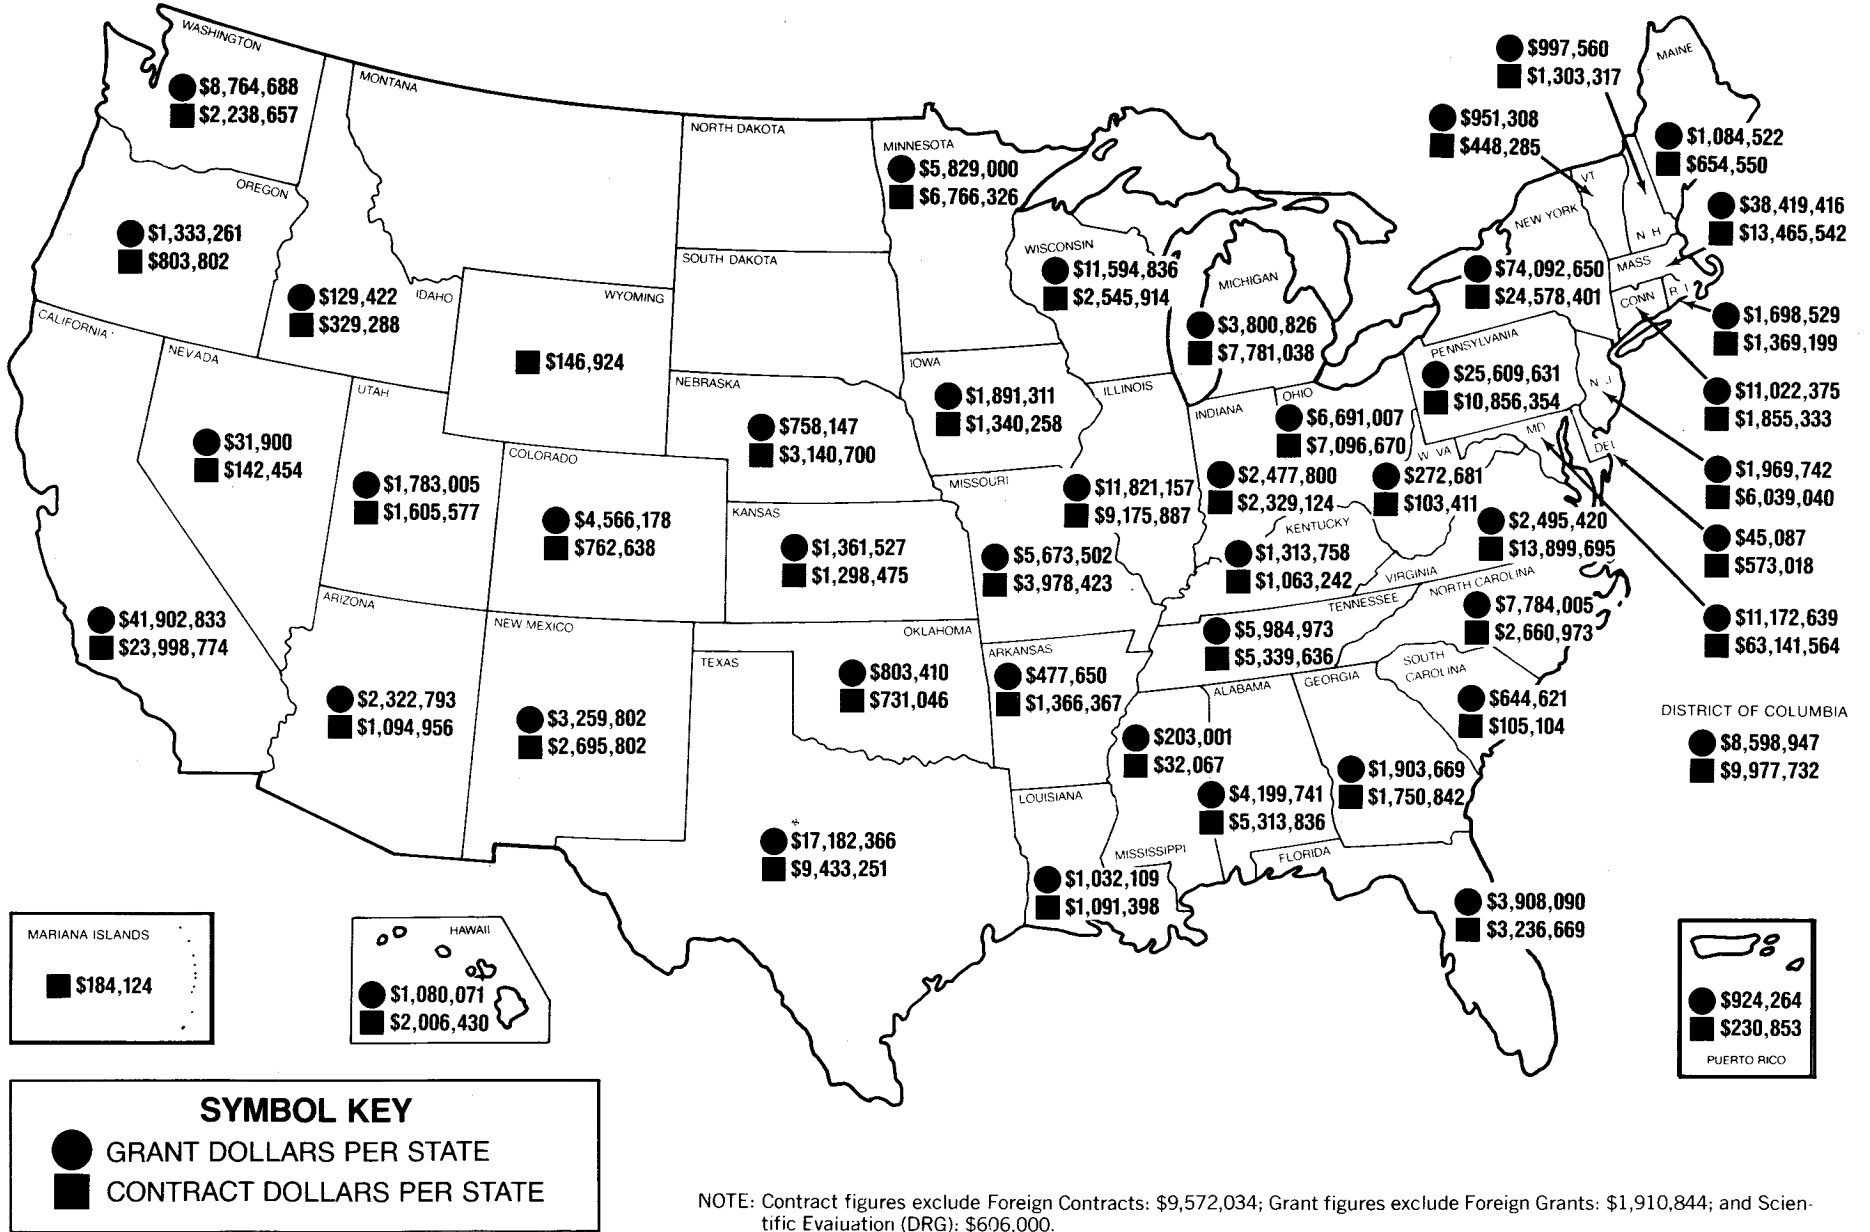 WASHINGTON
$8,764,688
$2,238,657
OREGON
$1,333,261
$803,802
CALIFORNIA
$41,902,833
$23,998,774
NEVADA
$31,900
$142,454
IDAHO
$129,422
$329,288
MONTANA
WYOMING
$146,924
UTAH
$1,783,005
$1,605,577
COLORADO
$4,566,178
$762,638
ARIZONA
$2,322,793
$1,094,956
NEW MEXICO
$3,259,802
$2,695,802
NORTH DAKOTA
SOUTH DAKOTA
NEBRASKA
$758,147
$3,140,700
KANSAS
$1,361,527
$1,298,475
OKLAHOMA
$803,410
$731,046
TEXAS
$17,182,366
$9,433,251
MINNESOTA
$5,829,000
$6,766,326
IOWA
$1,891,311
$1,340,258
MISSOURI
$5,673,502
$3,978,423
ARKANSAS
$477,650
$1,366,367
LOUISIANA
$1,032,109
$1,091,398
WISCONSIN
$11,594,836
$2,545,914
ILLINOIS
$11,821,157
$9,175,887
MICHIGAN
$3,800,826
$7,781,038
INDIANA
$2,477,800
$2,329,124
OHIO
$6,691,007
$7,096,670
KENTUCKY
$1,313,758
$1,063,242
TENNESSEE
$5,984,973
$5,339,636
MISSISSIPPI
$203,001
$32,067
ALABAMA
$4,199,741
$5,313,836
GEORGIA
$1,903,669
$1,750,842
FLORIDA
$3,908,090
$3,236,669
SOUTH
CAROLINA
$644,621
$105,104
NORTH CAROLINA
$7,784,005
$2,660,973
VIRGINIA
$2,495,420
$13,899,695
W VA
$272,681
$103,411
PENNSYLVANIA
$25,609,631
$10,856,354
NEW YORK
$74,092,650
$24,578,401
VT
$951,308
$448,285
N H
$997,560
$1,303,317
MAINE
$1,084,522
$654,550
MASS
$38,419,416
$13,465,542
R I
$1,698,529
$1,369,199
CONN
$11,022,375
$1,855,333
N J
$1,969,742
$6,039,040
DEL
$45,087
$573,018
MD
$11,172,639
$63,141,564
DISTRICT OF COLUMBIA
$8,598,947
$9,977,732
MARIANA ISLANDS
$184,124
HAWAII
$1,080,071
$2,006,430
$924,264
$230,853
PUERTO RICO
SYMBOL KEY
GRANT DOLLARS PER STATE
CONTRACT DOLLARS PER STATE
NOTE: Contract figures exclude Foreign Contracts: $9,572,034; Grant figures exclude Foreign Grants: $1,910,844; and Scien-
tific Evaluation (DRG): $606,000.